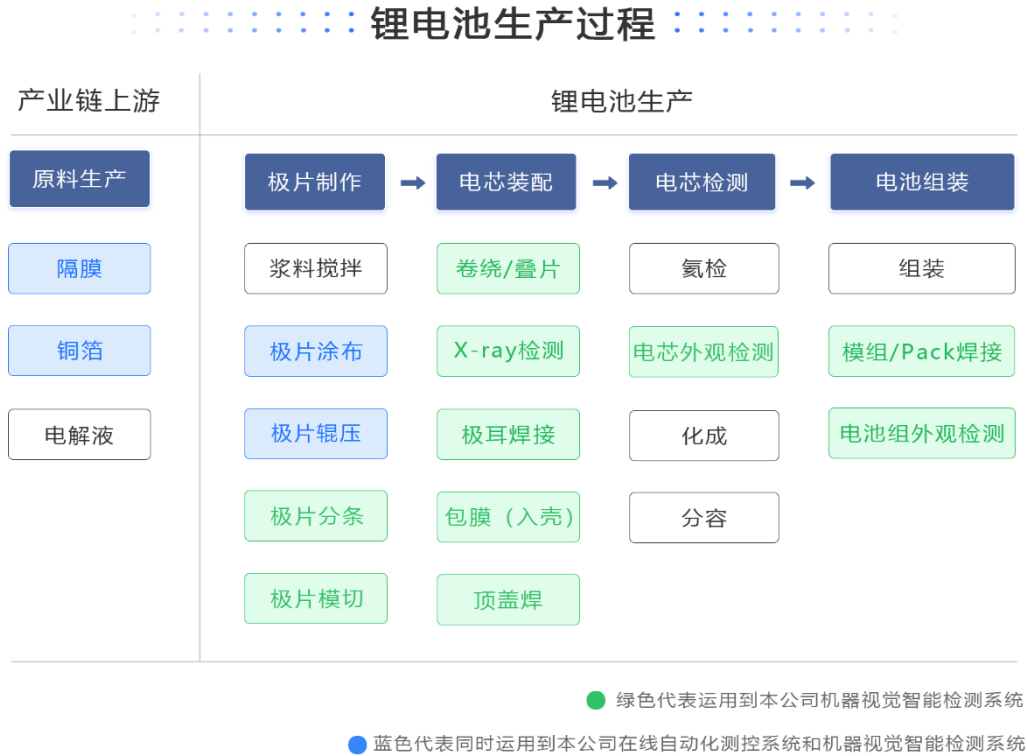 锂电池生产过程
产业链上游
锂电池生产
原料生产
极片制作
电芯装配
电芯检测
电池组装
隔膜
浆料搅拌
卷绕/叠片
氦检
组装
铜箔
极片涂布
X-ray检测
电芯外观检测
模组/Pack焊接
电解液
极片辊压
极耳焊接
化成
电池组外观检测
极片分条
包膜（入壳）
分容
极片模切
顶盖焊
绿色代表运用到本公司机器视觉智能检测系统
蓝色代表同时运用到本公司在线自动化测控系统和机器视觉智能检测系统